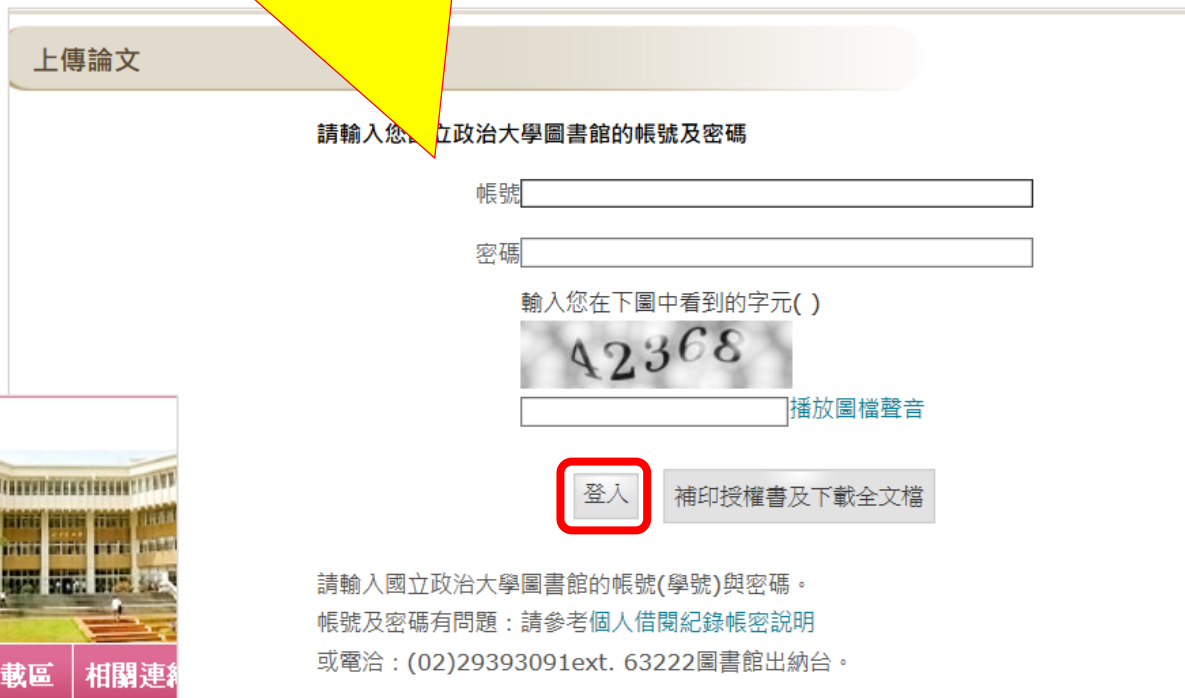 上傳論文
請輸入您 立政治大學圖書館的帳號及密碼
帳號
密碼
輸入您在下圖中看到的字元( )
42368
播放圖檔聲音
登入
補印授權書及下載全文檔
請輸入國立政治大學圖書館的帳號(學號)與密碼。
帳號及密碼有問題：請參考個人借閱紀錄帳密說明
或電洽：(02)29393091ext. 63222圖書館出納台。
載區
相關連